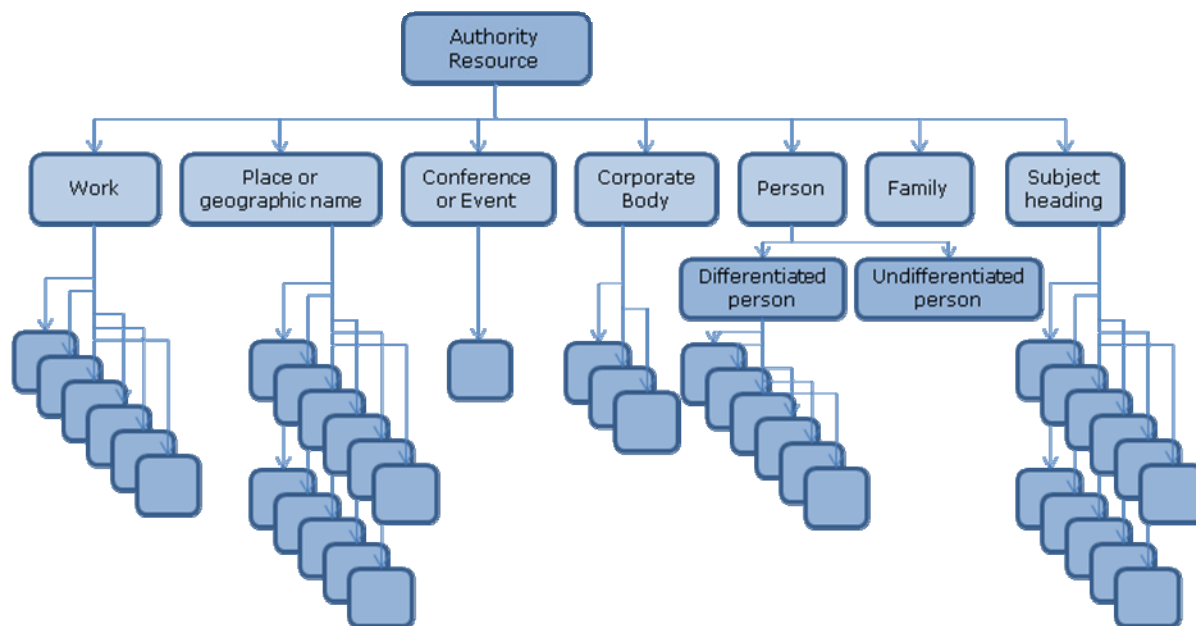 Authority
Resource
Work
Place or
geographic name
Conference
or Event
Corporate
Body
Person
Family
Subject
heading
Differentiated
person
Undifferentiated
person